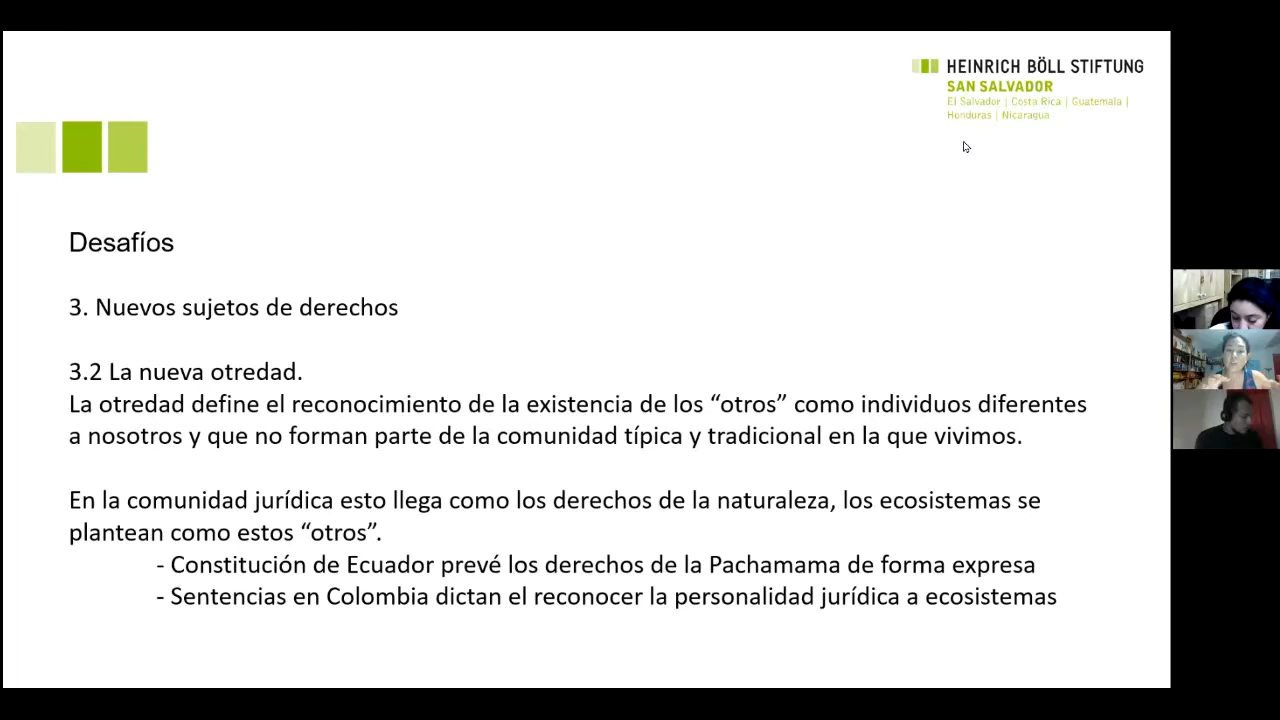 HEINRICH BÖLL STIFTUNG
SAN SALVADOR
El Salvador | Costa Rica | Guatemala |
Honduras | Nicaragua
Desafíos
3. Nuevos sujetos de derechos
3.2 La nueva otredad.
La otredad define el reconocimiento de la existencia de los “otros” como individuos diferentes
a nosotros y que no forman parte de la comunidad típica y tradicional en la que vivimos.
En la comunidad jurídica esto llega como los derechos de la naturaleza, los ecosistemas se
plantean como estos “otros”.
- Constitución de Ecuador prevé los derechos de la Pachamama de forma expresa
- Sentencias en Colombia dictan el reconocer la personalidad jurídica a ecosistemas